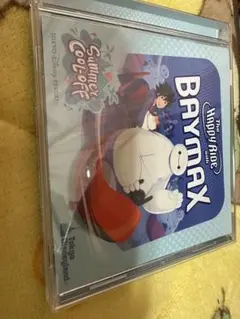 The
Happy Ride
with
BAYMAX
Summer
COOL-OFF
Tokyo
Disneyland